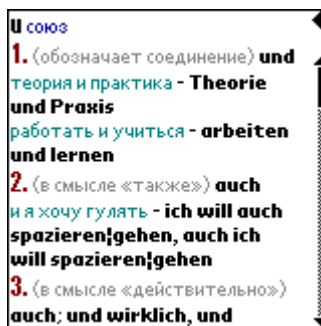 и союз
1. (обозначает соединение) und
теория и практика - Theorie
und Praxis
работать и учиться - arbeiten
und lernen
2. (в смысле «также») auch
и я хочу гулять - ich will auch
spazieren¦gehen, auch ich
will spazieren¦gehen
3. (в смысле «действительно»)
auch; und wirklich, und